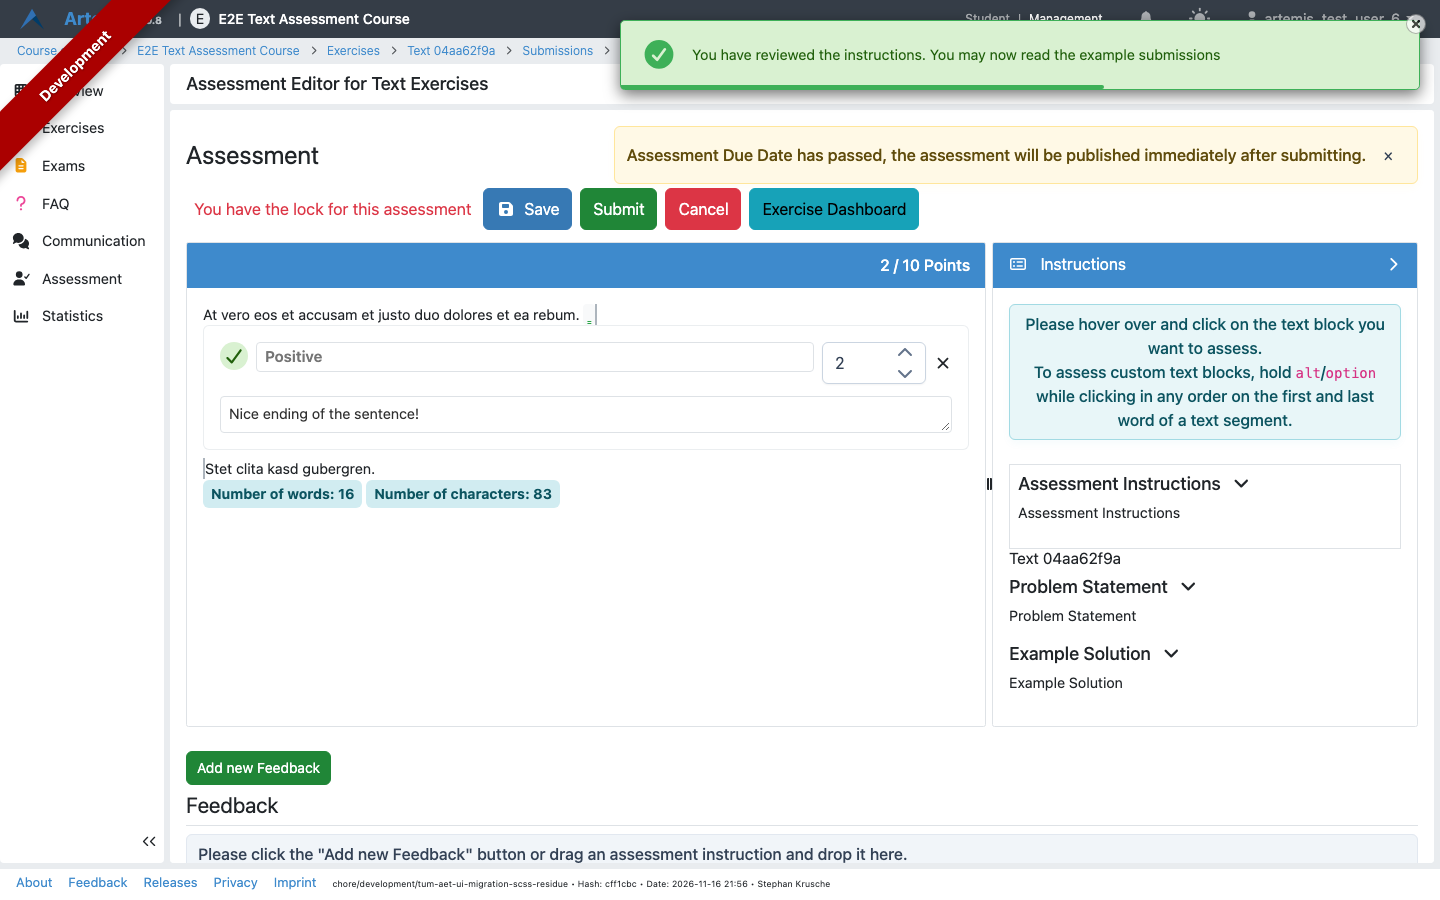 E E2E Text Assessment Course
Management
artemis_test_user_6
Development
Course
E2E Text Assessment Course
Exercises
Text 04aa62f9a
Submissions
You have reviewed the instructions. You may now read the example submissions
Exercises
Exams
FAQ
Communication
Assessment
Statistics
Assessment Editor for Text Exercises
Assessment
Assessment Due Date has passed, the assessment will be published immediately after submitting.
You have the lock for this assessment
Save
Submit
Cancel
Exercise Dashboard
2 / 10 Points
At vero eos et accusam et justo duo dolores et ea rebum.
Positive
2
Nice ending of the sentence!
Stet clita kasd gubergren.
Number of words: 16
Number of characters: 83
Instructions
Please hover over and click on the text block you
want to assess.
To assess custom text blocks, hold alt/option
while clicking in any order on the first and last
word of a text segment.
Assessment Instructions
Assessment Instructions
Text 04aa62f9a
Problem Statement
Problem Statement
Example Solution
Example Solution
Add new Feedback
Feedback
Please click the "Add new Feedback" button or drag an assessment instruction and drop it here.
About
Feedback
Releases
Privacy
Imprint
chore/development/tum-aet-ui-migration-scss-residue • Hash: cff1cbc • Date: 2026-11-16 21:56 • Stephan Krusche